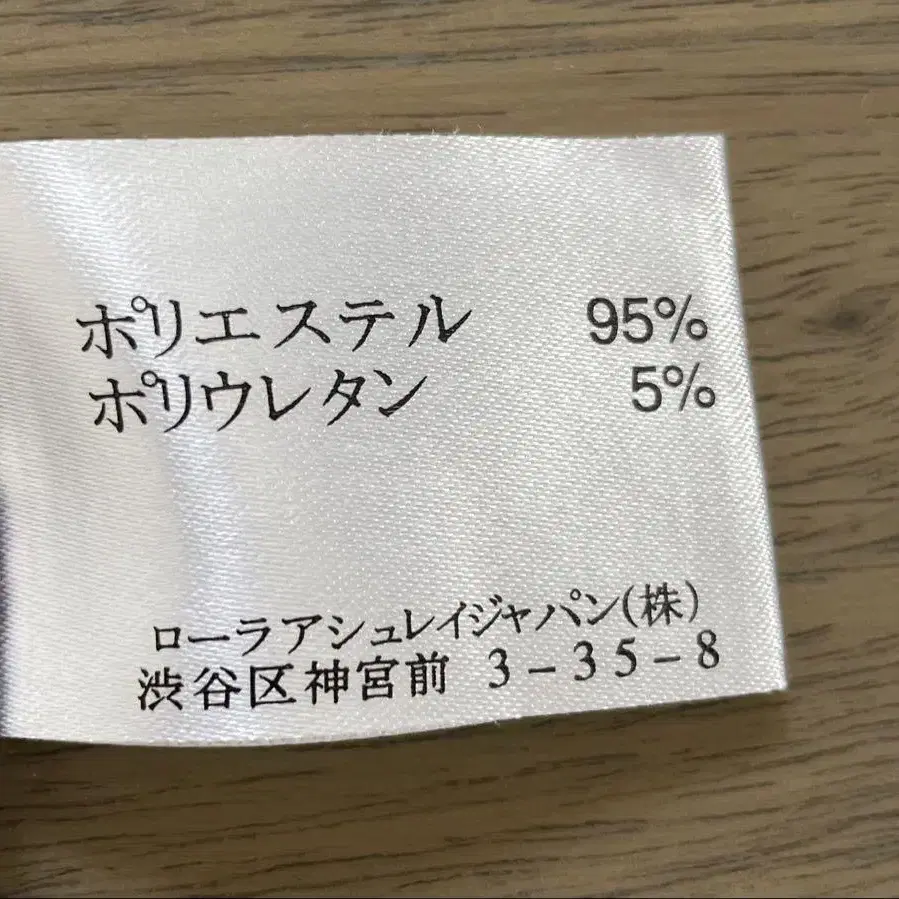 ポリエステル 95%
ポリウレタン 5%
ローラアシュレイジャパン(株)
渋谷区神宮前 3-35-8